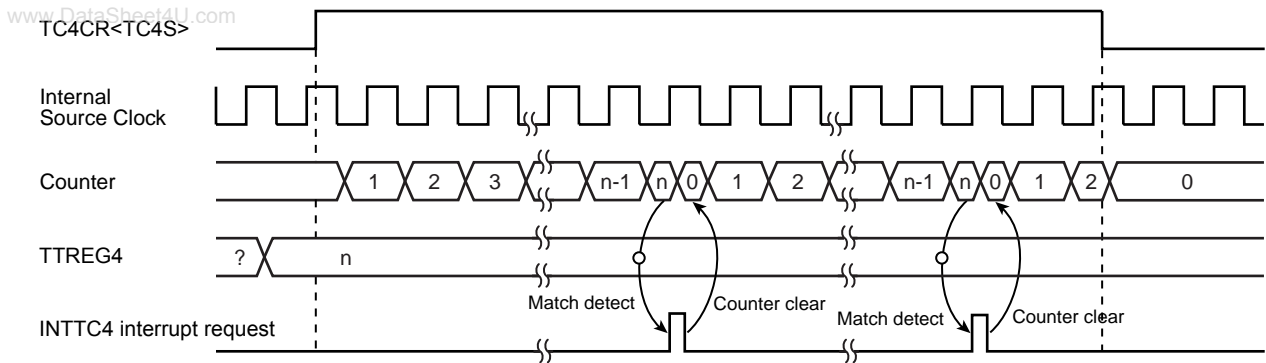 www.DataSheet4U.com
TC4CR<TC4S>
Internal
Source Clock
Counter
1 2 3 n-1 n 0 1 2 n-1 n 0 1 2 0
TTREG4
? n
Match detect Counter clear Match detect Counter clear
INTTC4 interrupt request